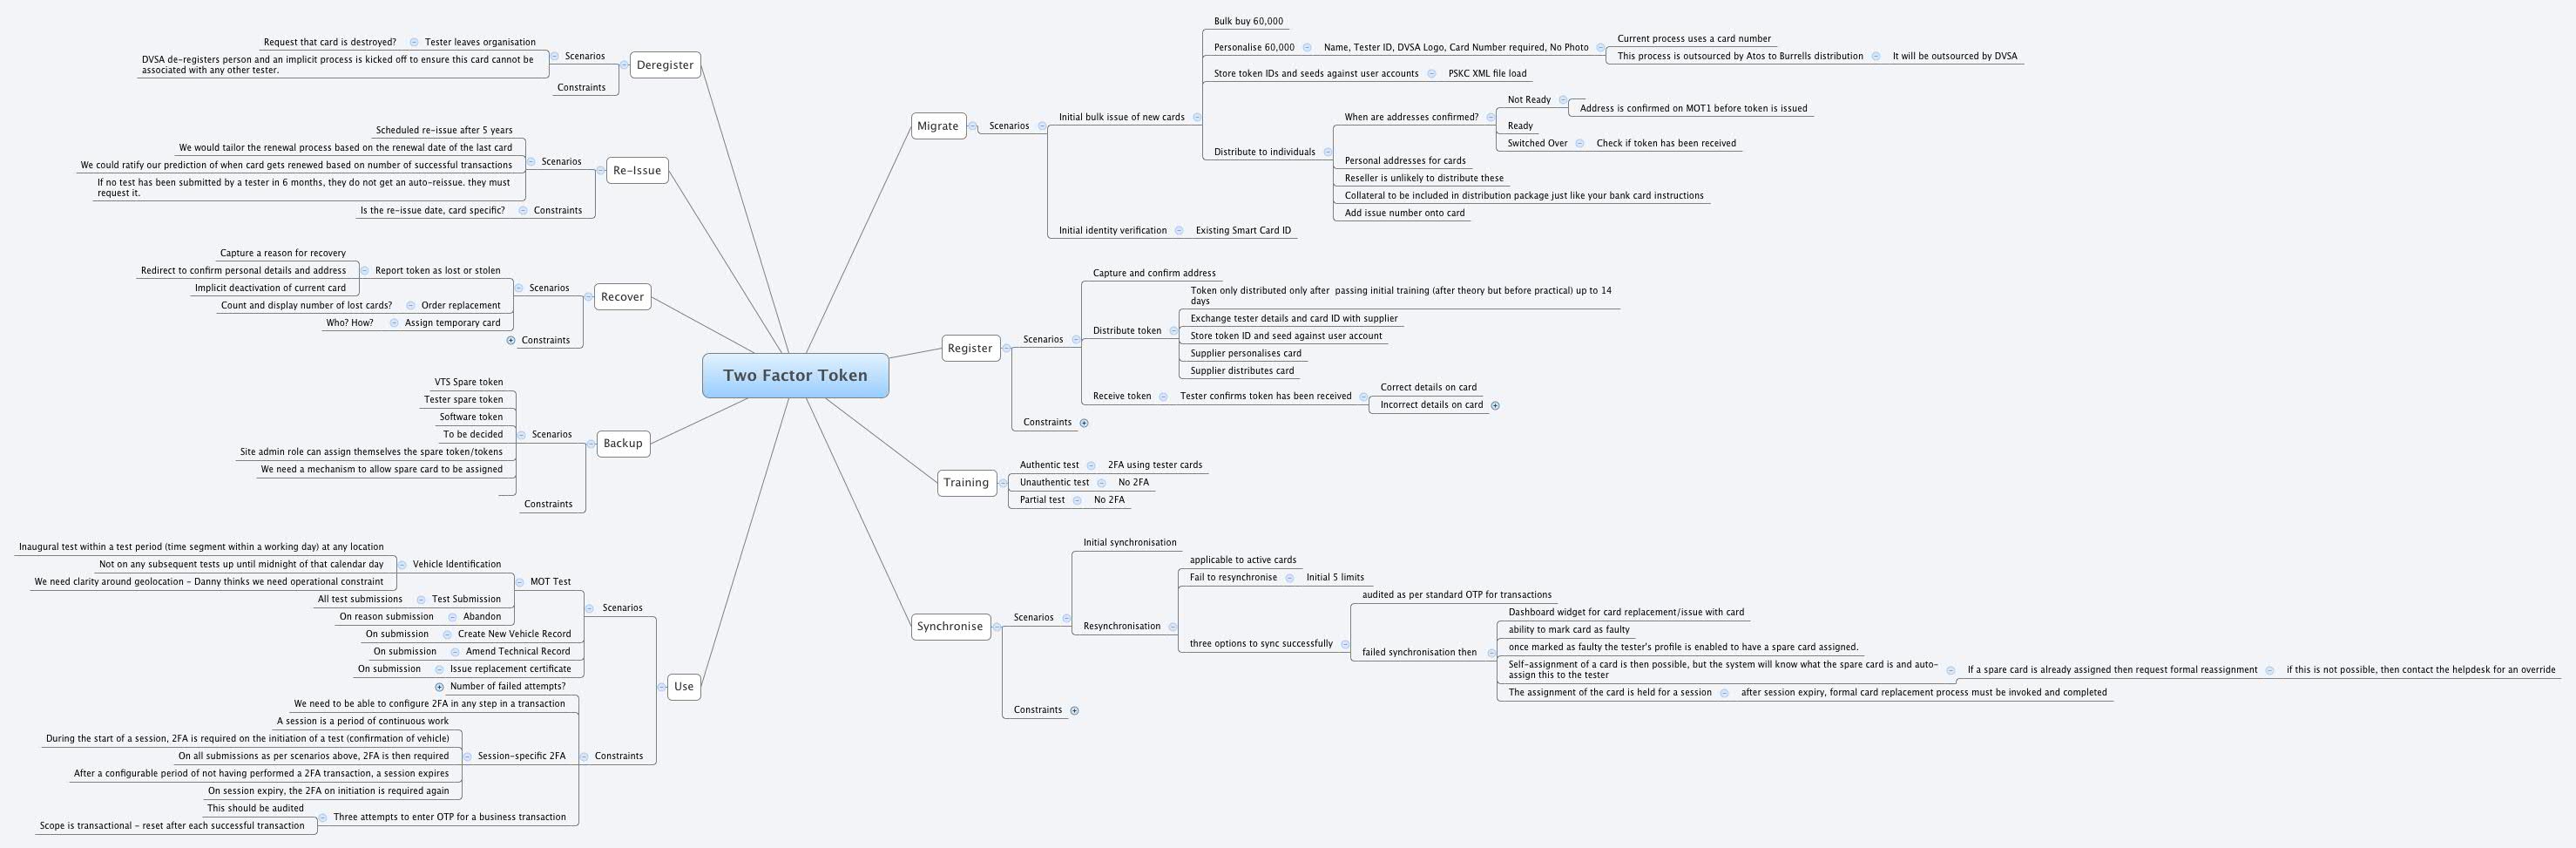 Two Factor Token
Deregister
Scenarios
Tester leaves organisation
Request that card is destroyed?
DVSA de-registers person and an implicit process is kicked off to ensure this card cannot be
associated with any other tester.
Constraints
Re-Issue
Scenarios
Scheduled re-issue after 5 years
We would tailor the renewal process based on the renewal date of the last card
We could ratify our prediction of when card gets renewed based on number of successful transactions
If no test has been submitted by a tester in 6 months, they do not get an auto-reissue. they must
request it.
Constraints
Is the re-issue date, card specific?
Recover
Scenarios
Report token as lost or stolen
Capture a reason for recovery
Redirect to confirm personal details and address
Implicit deactivation of current card
Order replacement
Count and display number of lost cards?
Assign temporary card
Who? How?
Constraints
Backup
Scenarios
VTS Spare token
Tester spare token
Software token
To be decided
Site admin role can assign themselves the spare token/tokens
We need a mechanism to allow spare card to be assigned
Constraints
Use
Scenarios
MOT Test
Vehicle Identification
Inaugural test within a test period (time segment within a working day) at any location
Not on any subsequent tests up until midnight of that calendar day
We need clarity around geolocation - Danny thinks we need operational constraint
Test Submission
All test submissions
Abandon
On reason submission
Create New Vehicle Record
On submission
Amend Technical Record
On submission
Issue replacement certificate
On submission
Constraints
Number of failed attempts?
We need to be able to configure 2FA in any step in a transaction
Session-specific 2FA
A session is a period of continuous work
During the start of a session, 2FA is required on the initiation of a test (confirmation of vehicle)
On all submissions as per scenarios above, 2FA is then required
After a configurable period of not having performed a 2FA transaction, a session expires
On session expiry, the 2FA on initiation is required again
Three attempts to enter OTP for a business transaction
This should be audited
Scope is transactional - reset after each successful transaction
Migrate
Scenarios
Initial bulk issue of new cards
Bulk buy 60,000
Personalise 60,000
Name, Tester ID, DVSA Logo, Card Number required, No Photo
Current process uses a card number
This process is outsourced by Atos to Burrells distribution
It will be outsourced by DVSA
Store token IDs and seeds against user accounts
PSKC XML file load
Distribute to individuals
When are addresses confirmed?
Not Ready
Address is confirmed on MOT1 before token is issued
Ready
Switched Over
Check if token has been received
Personal addresses for cards
Reseller is unlikely to distribute these
Collateral to be included in distribution package just like your bank card instructions
Add issue number onto card
Initial identity verification
Existing Smart Card ID
Register
Scenarios
Capture and confirm address
Distribute token
Token only distributed only after  passing initial training (after theory but before practical) up to 14
days
Exchange tester details and card ID with supplier
Store token ID and seed against user account
Supplier personalises card
Supplier distributes card
Receive token
Tester confirms token has been received
Correct details on card
Incorrect details on card
Constraints
Training
Authentic test
2FA using tester cards
Unauthentic test
No 2FA
Partial test
No 2FA
Synchronise
Scenarios
Initial synchronisation
Resynchronisation
applicable to active cards
Fail to resynchronise
Initial 5 limits
three options to sync successfully
audited as per standard OTP for transactions
failed synchronisation then
Dashboard widget for card replacement/issue with card
ability to mark card as faulty
once marked as faulty the tester's profile is enabled to have a spare card assigned.
Self-assignment of a card is then possible, but the system will know what the spare card is and auto-
assign this to the tester
If a spare card is already assigned then request formal reassignment
if this is not possible, then contact the helpdesk for an override
The assignment of the card is held for a session
after session expiry, formal card replacement process must be invoked and completed
Constraints